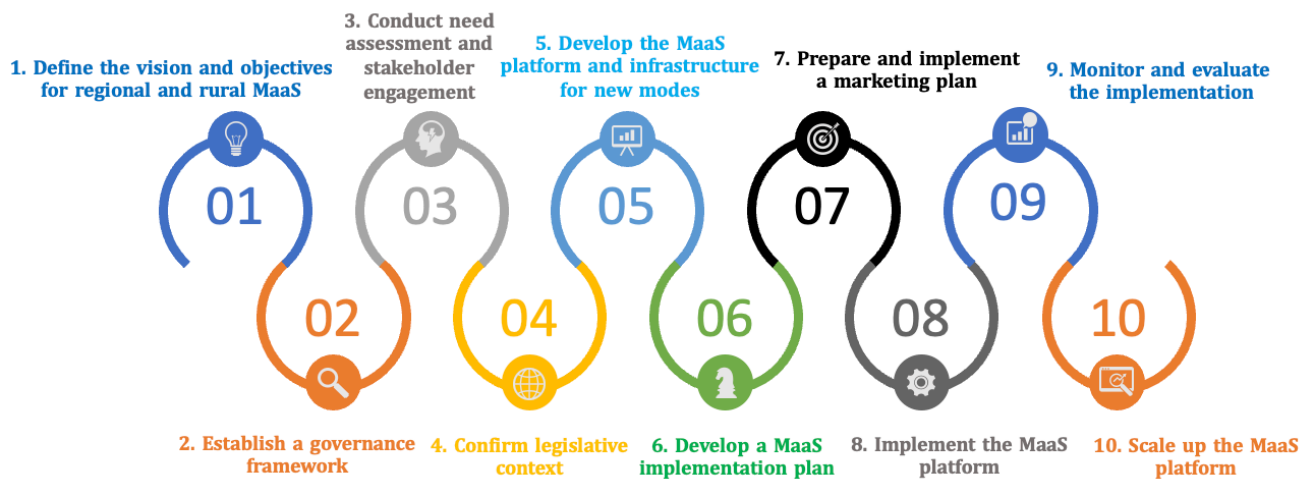 1. Define the vision and objectives
for regional and rural MaaS
01
2. Establish a governance
framework
02
3. Conduct need
assessment and
stakeholder
engagement
03
4. Confirm legislative
context
04
5. Develop the MaaS
platform and infrastructure
for new modes
05
6. Develop a MaaS
implementation plan
06
7. Prepare and implement
a marketing plan
07
8. Implement the MaaS
platform
08
9. Monitor and evaluate
the implementation
09
10. Scale up the MaaS
platform
10